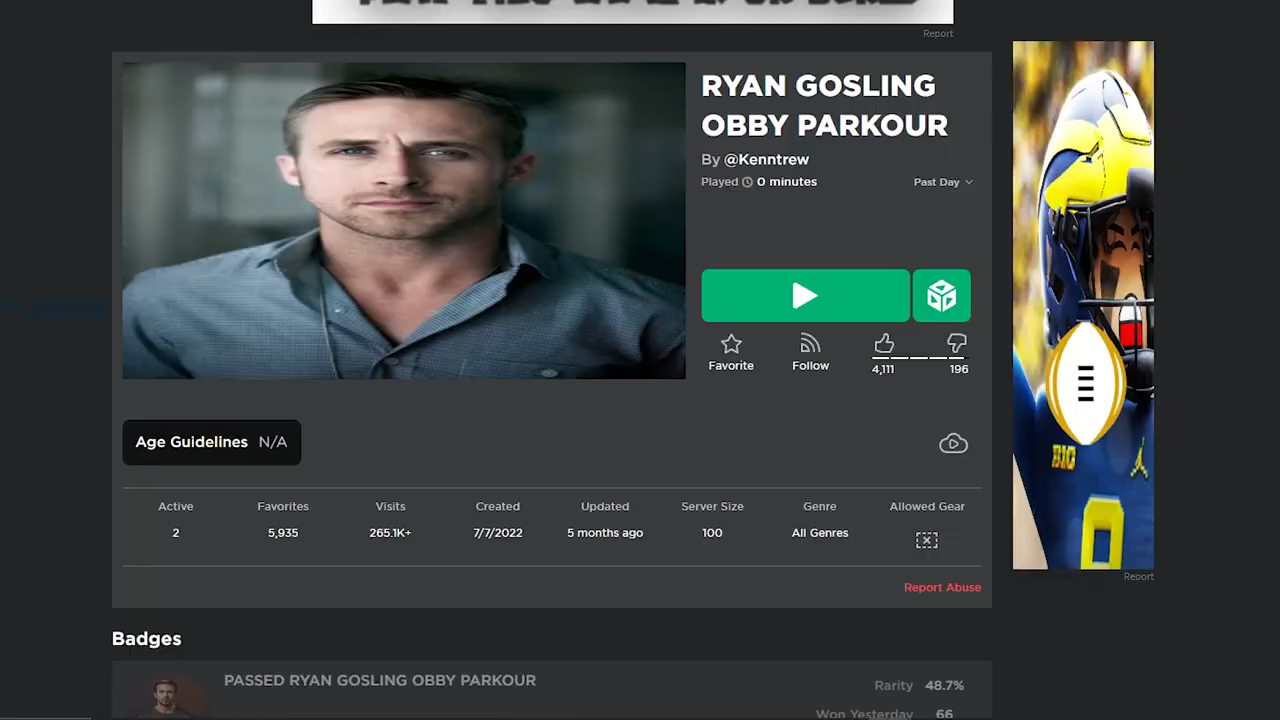 Report
RYAN GOSLING
OBBY PARKOUR
By @Kenntrew
Played 0 minutes
Past Day
Favorite
Follow
4,111
196
Age Guidelines N/A
Active
Favorites
Visits
Created
Updated
Server Size
Genre
Allowed Gear
2
5,935
265.1K+
7/7/2022
5 months ago
100
All Genres
Report Abuse
BIG
Report
Badges
PASSED RYAN GOSLING OBBY PARKOUR
Rarity 48.7%
Won Yesterday 66